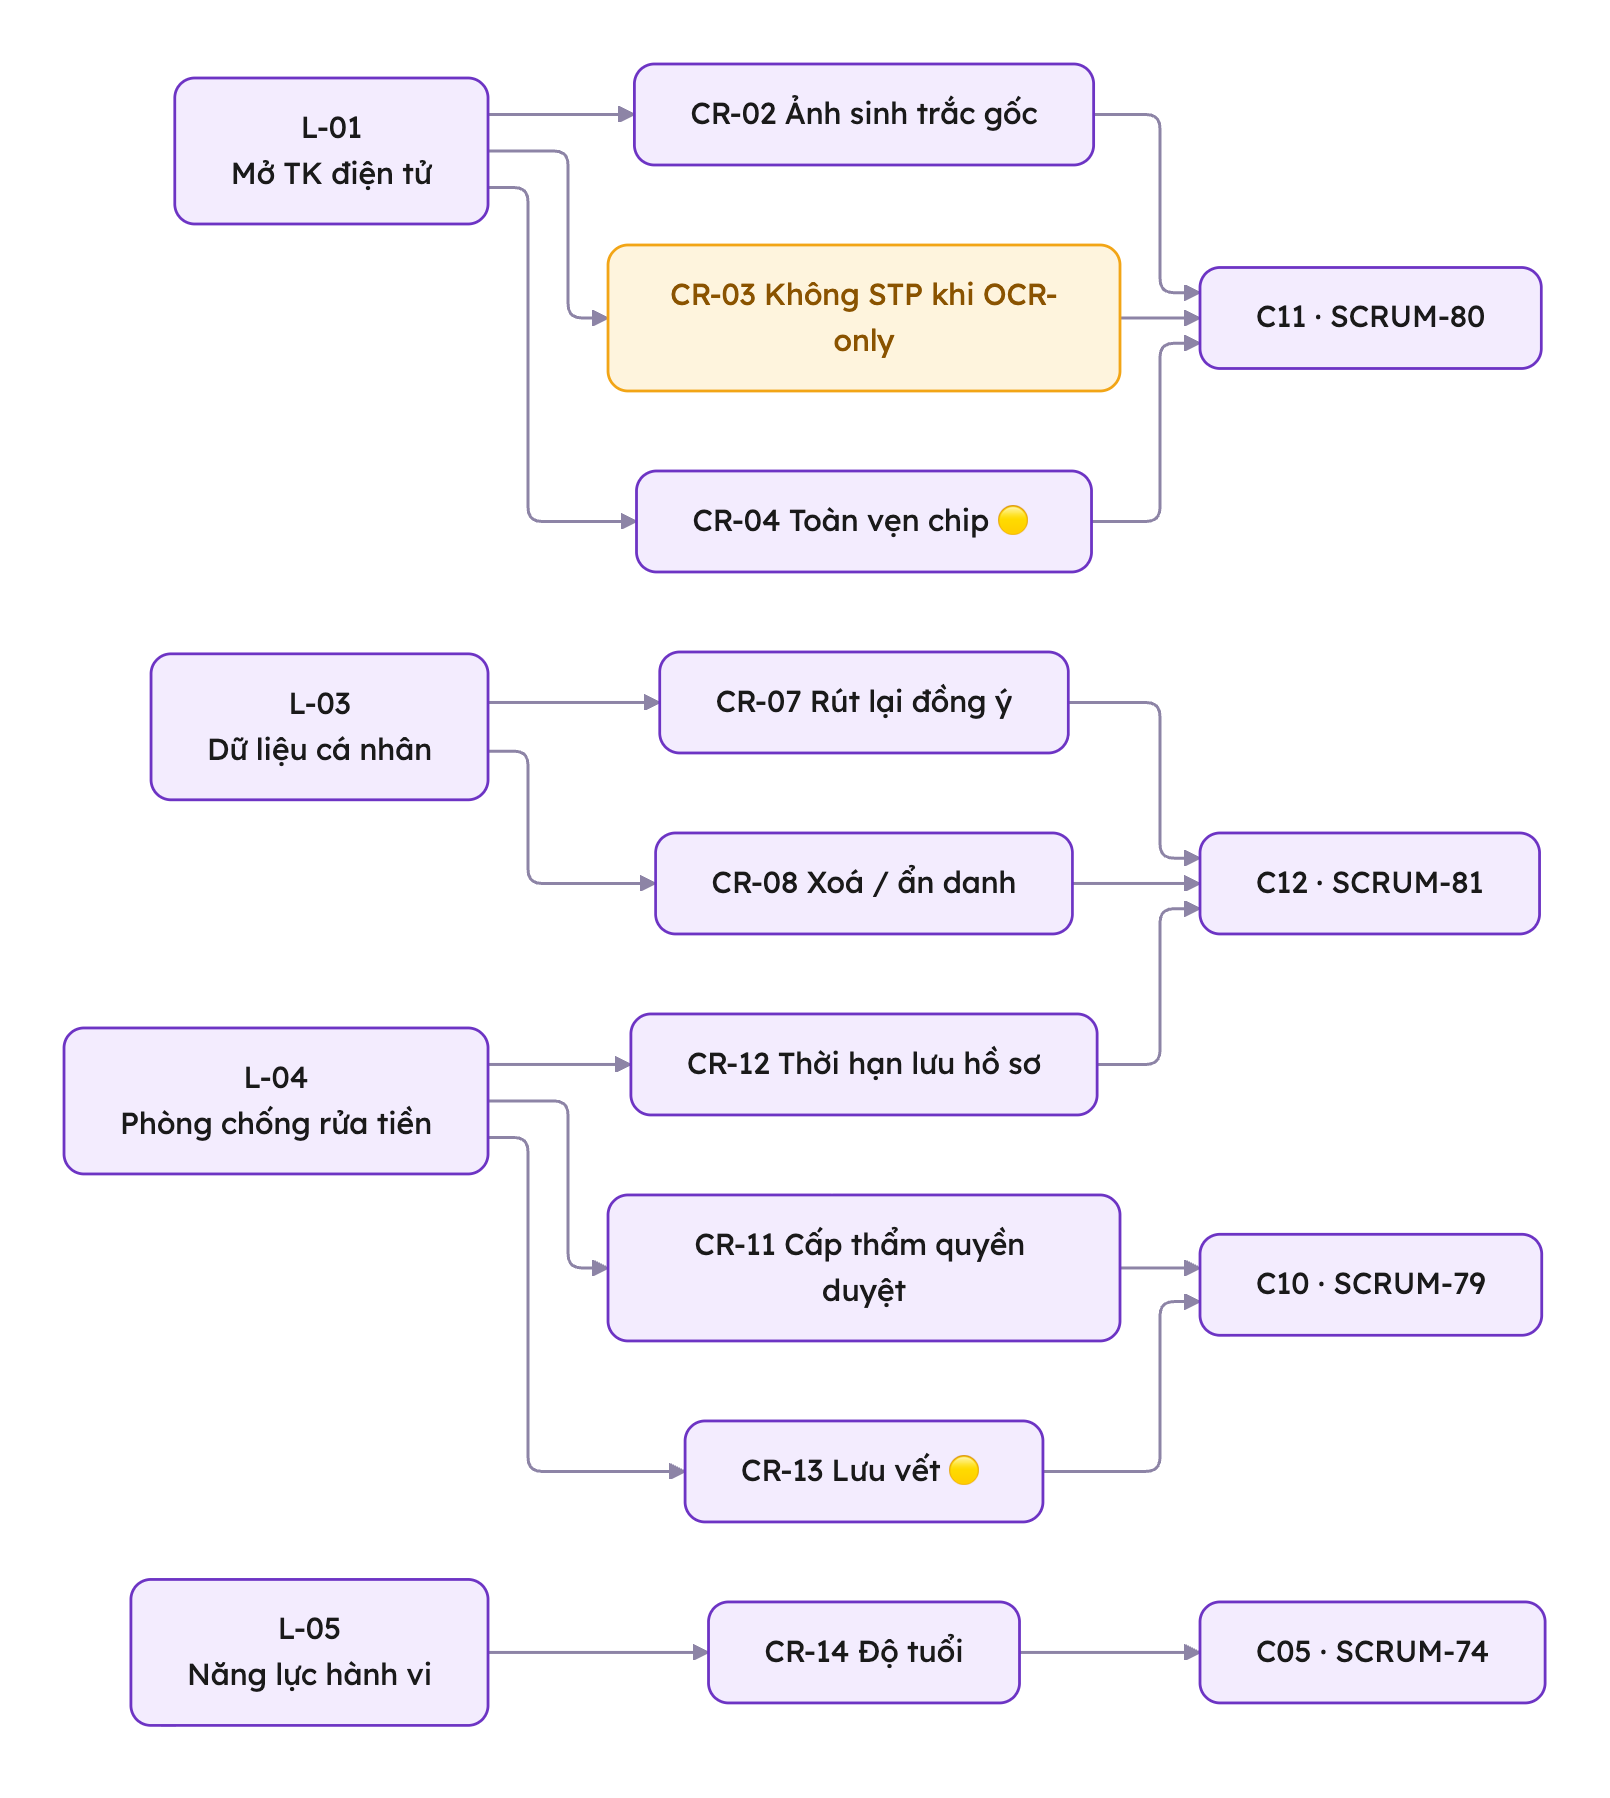 L-01
Mở TK điện tử
CR-02 Ảnh sinh trắc gốc
CR-03 Không STP khi OCR-
only
C11 · SCRUM-80
CR-04 Toàn vẹn chip 🟡
L-03
Dữ liệu cá nhân
CR-07 Rút lại đồng ý
CR-08 Xoá / ẩn danh
C12 · SCRUM-81
L-04
Phòng chống rửa tiền
CR-12 Thời hạn lưu hồ sơ
CR-11 Cấp thẩm quyền
duyệt
C10 · SCRUM-79
CR-13 Lưu vết 🟡
L-05
Năng lực hành vi
CR-14 Độ tuổi
C05 · SCRUM-74